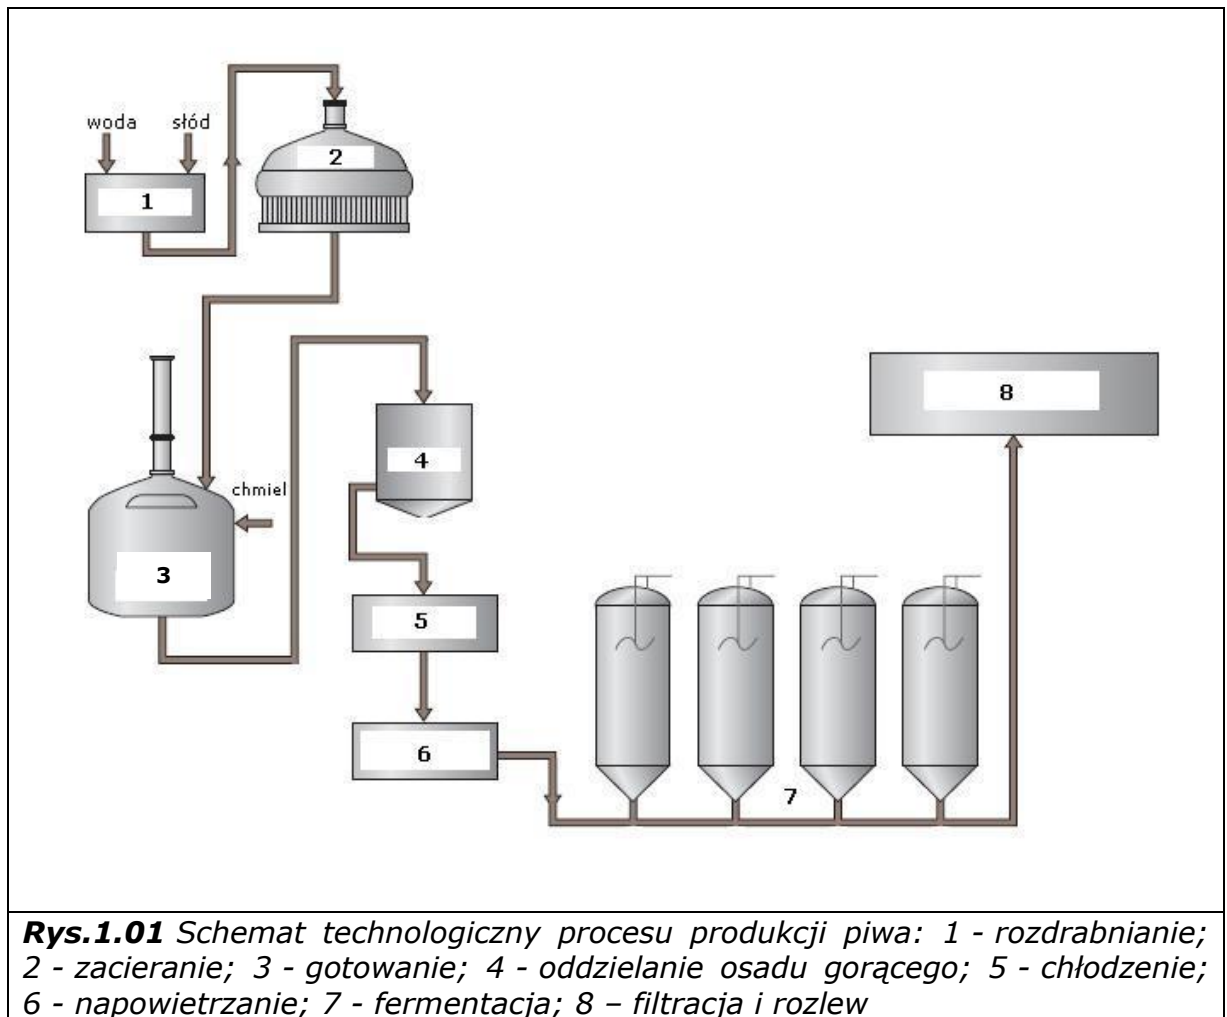 woda
słód
1
2
3
chmiel
4
5
6
7
8
Rys.1.01 Schemat technologiczny procesu produkcji piwa: 1 - rozdrabnianie;
2 - zacieranie; 3 - gotowanie; 4 - oddzielanie osadu gorącego; 5 - chłodzenie;
6 - napowietrzanie; 7 - fermentacja; 8 – filtracja i rozlew